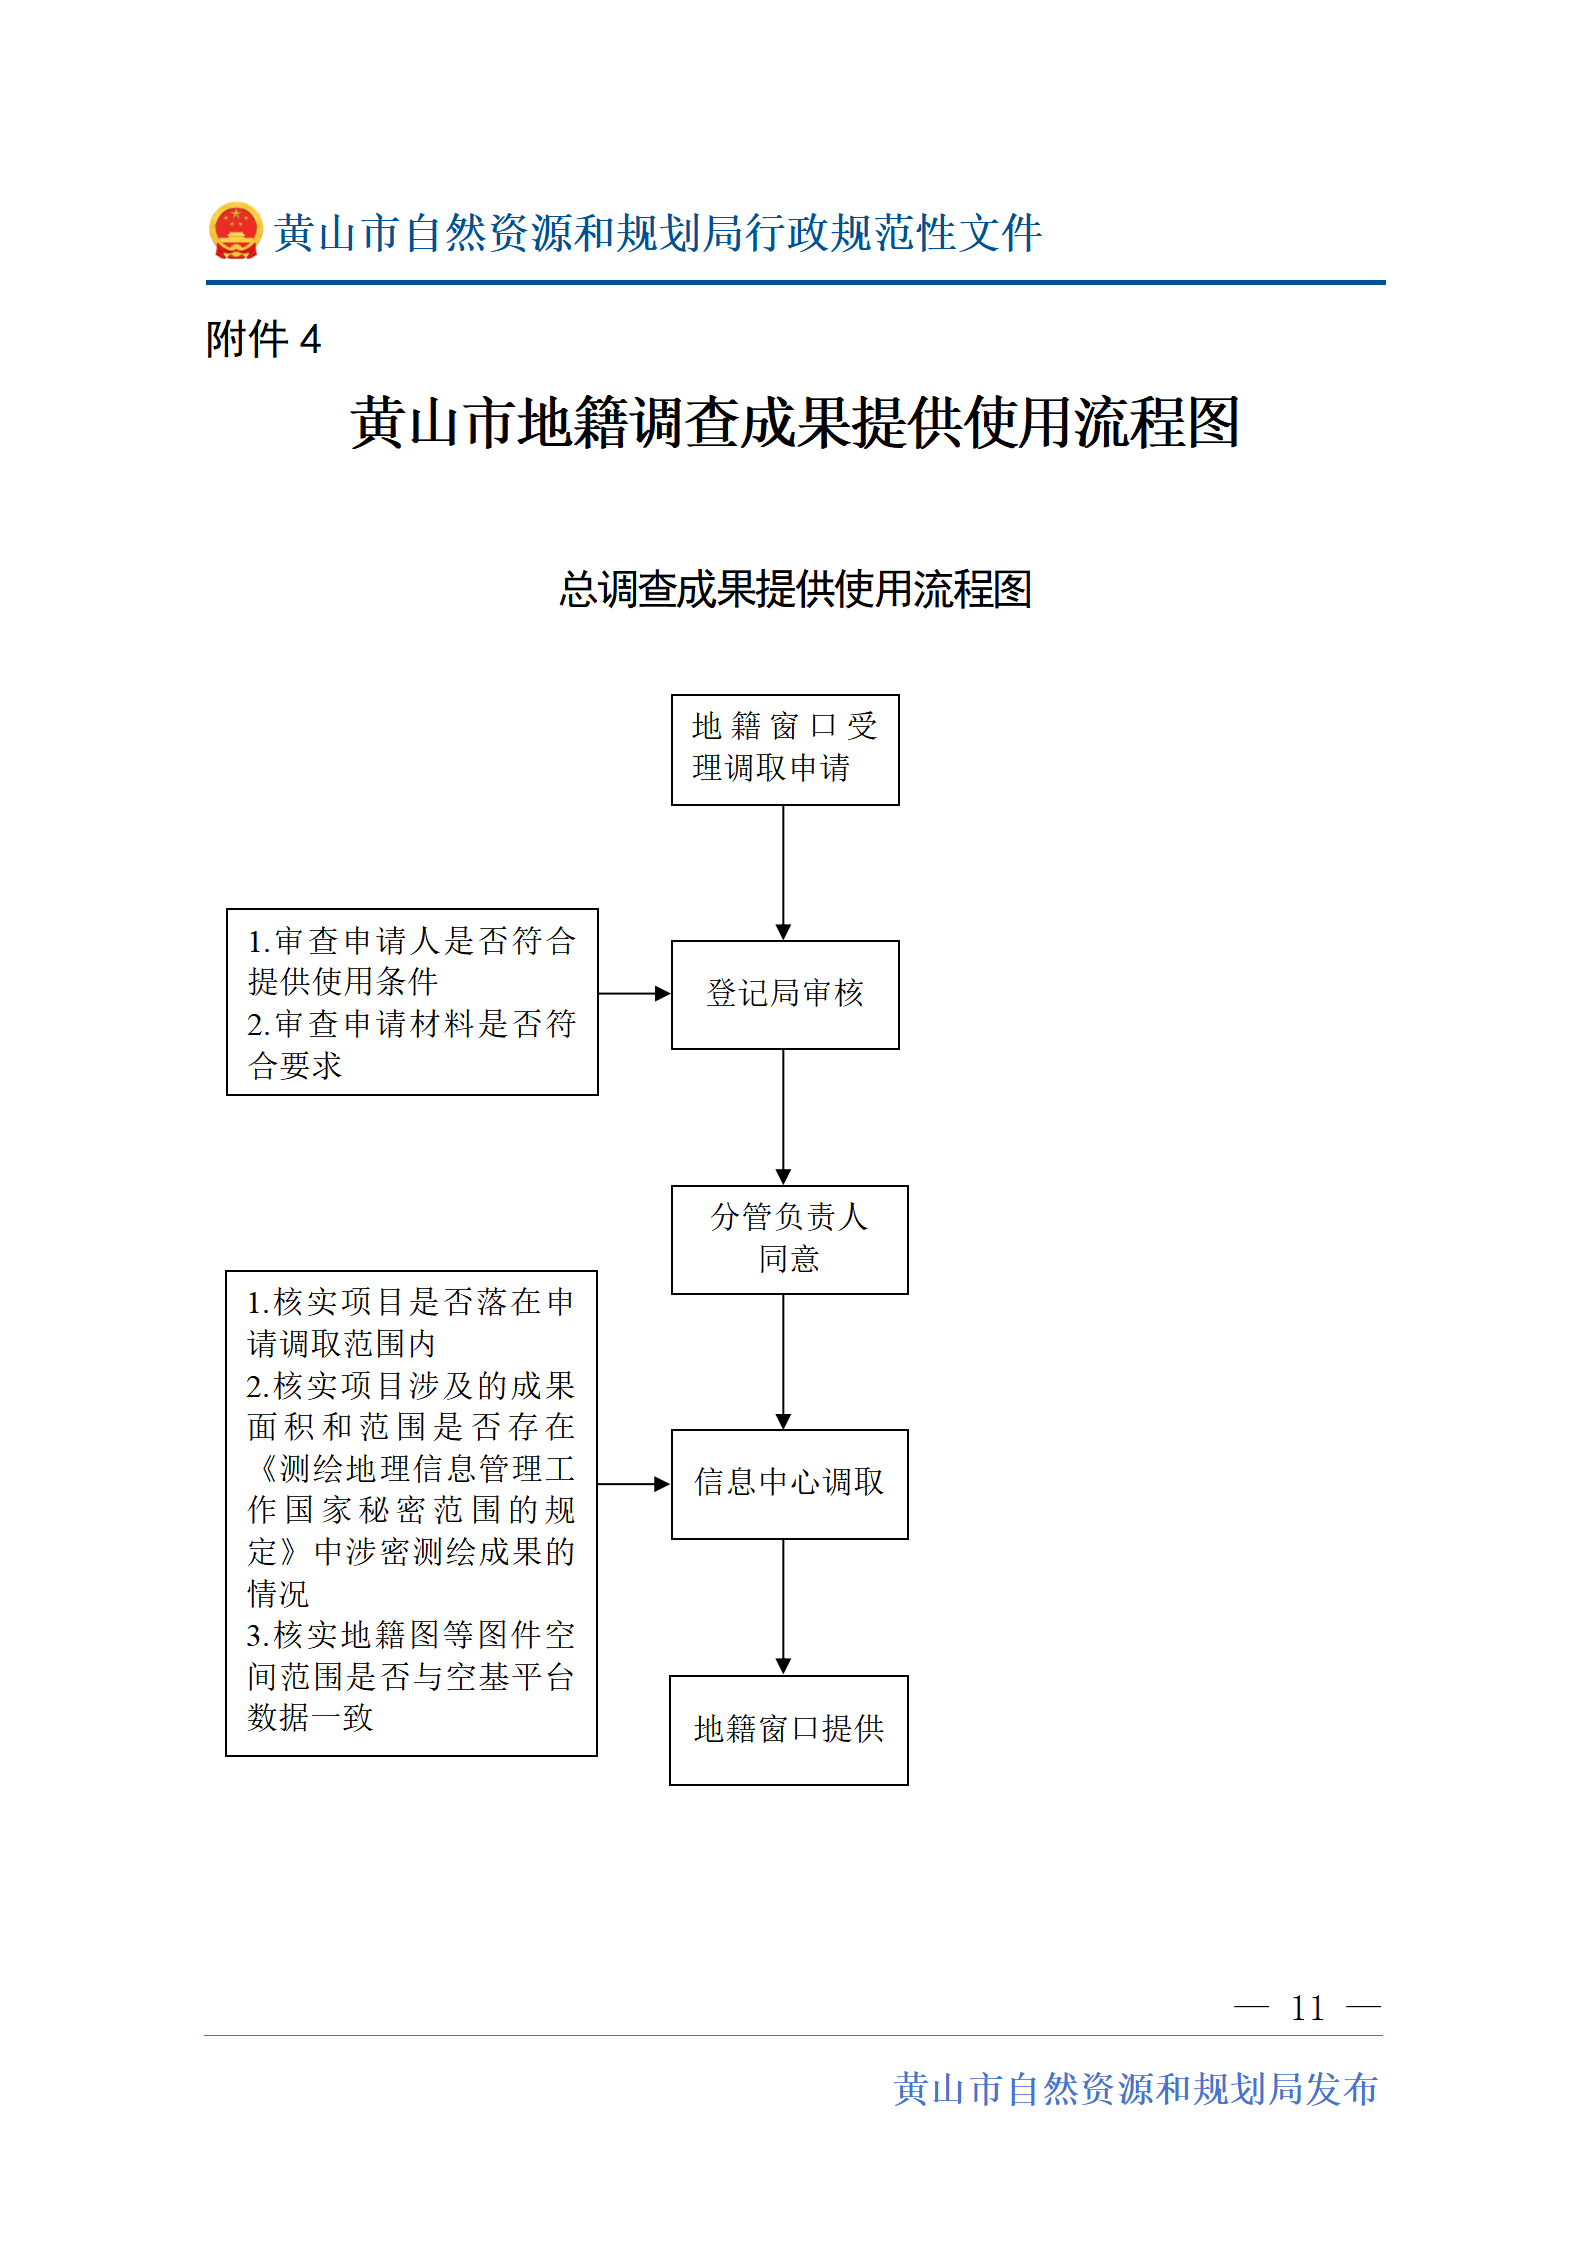 黄山市自然资源和规划局行政规范性文件
附件 4
黄山市地籍调查成果提供使用流程图
总调查成果提供使用流程图
地籍窗口受
理调取申请
1.审查申请人是否符合
提供使用条件
2.审查申请材料是否符
合要求
登记局审核
分管负责人
同意
1.核实项目是否落在申
请调取范围内
2.核实项目涉及的成果
面积和范围是否存在
《测绘地理信息管理工
作国家秘密范围的规
定》中涉密测绘成果的
情况
3.核实地籍图等图件空
间范围是否与空基平台
数据一致
信息中心调取
地籍窗口提供
— 11 —
黄山市自然资源和规划局发布